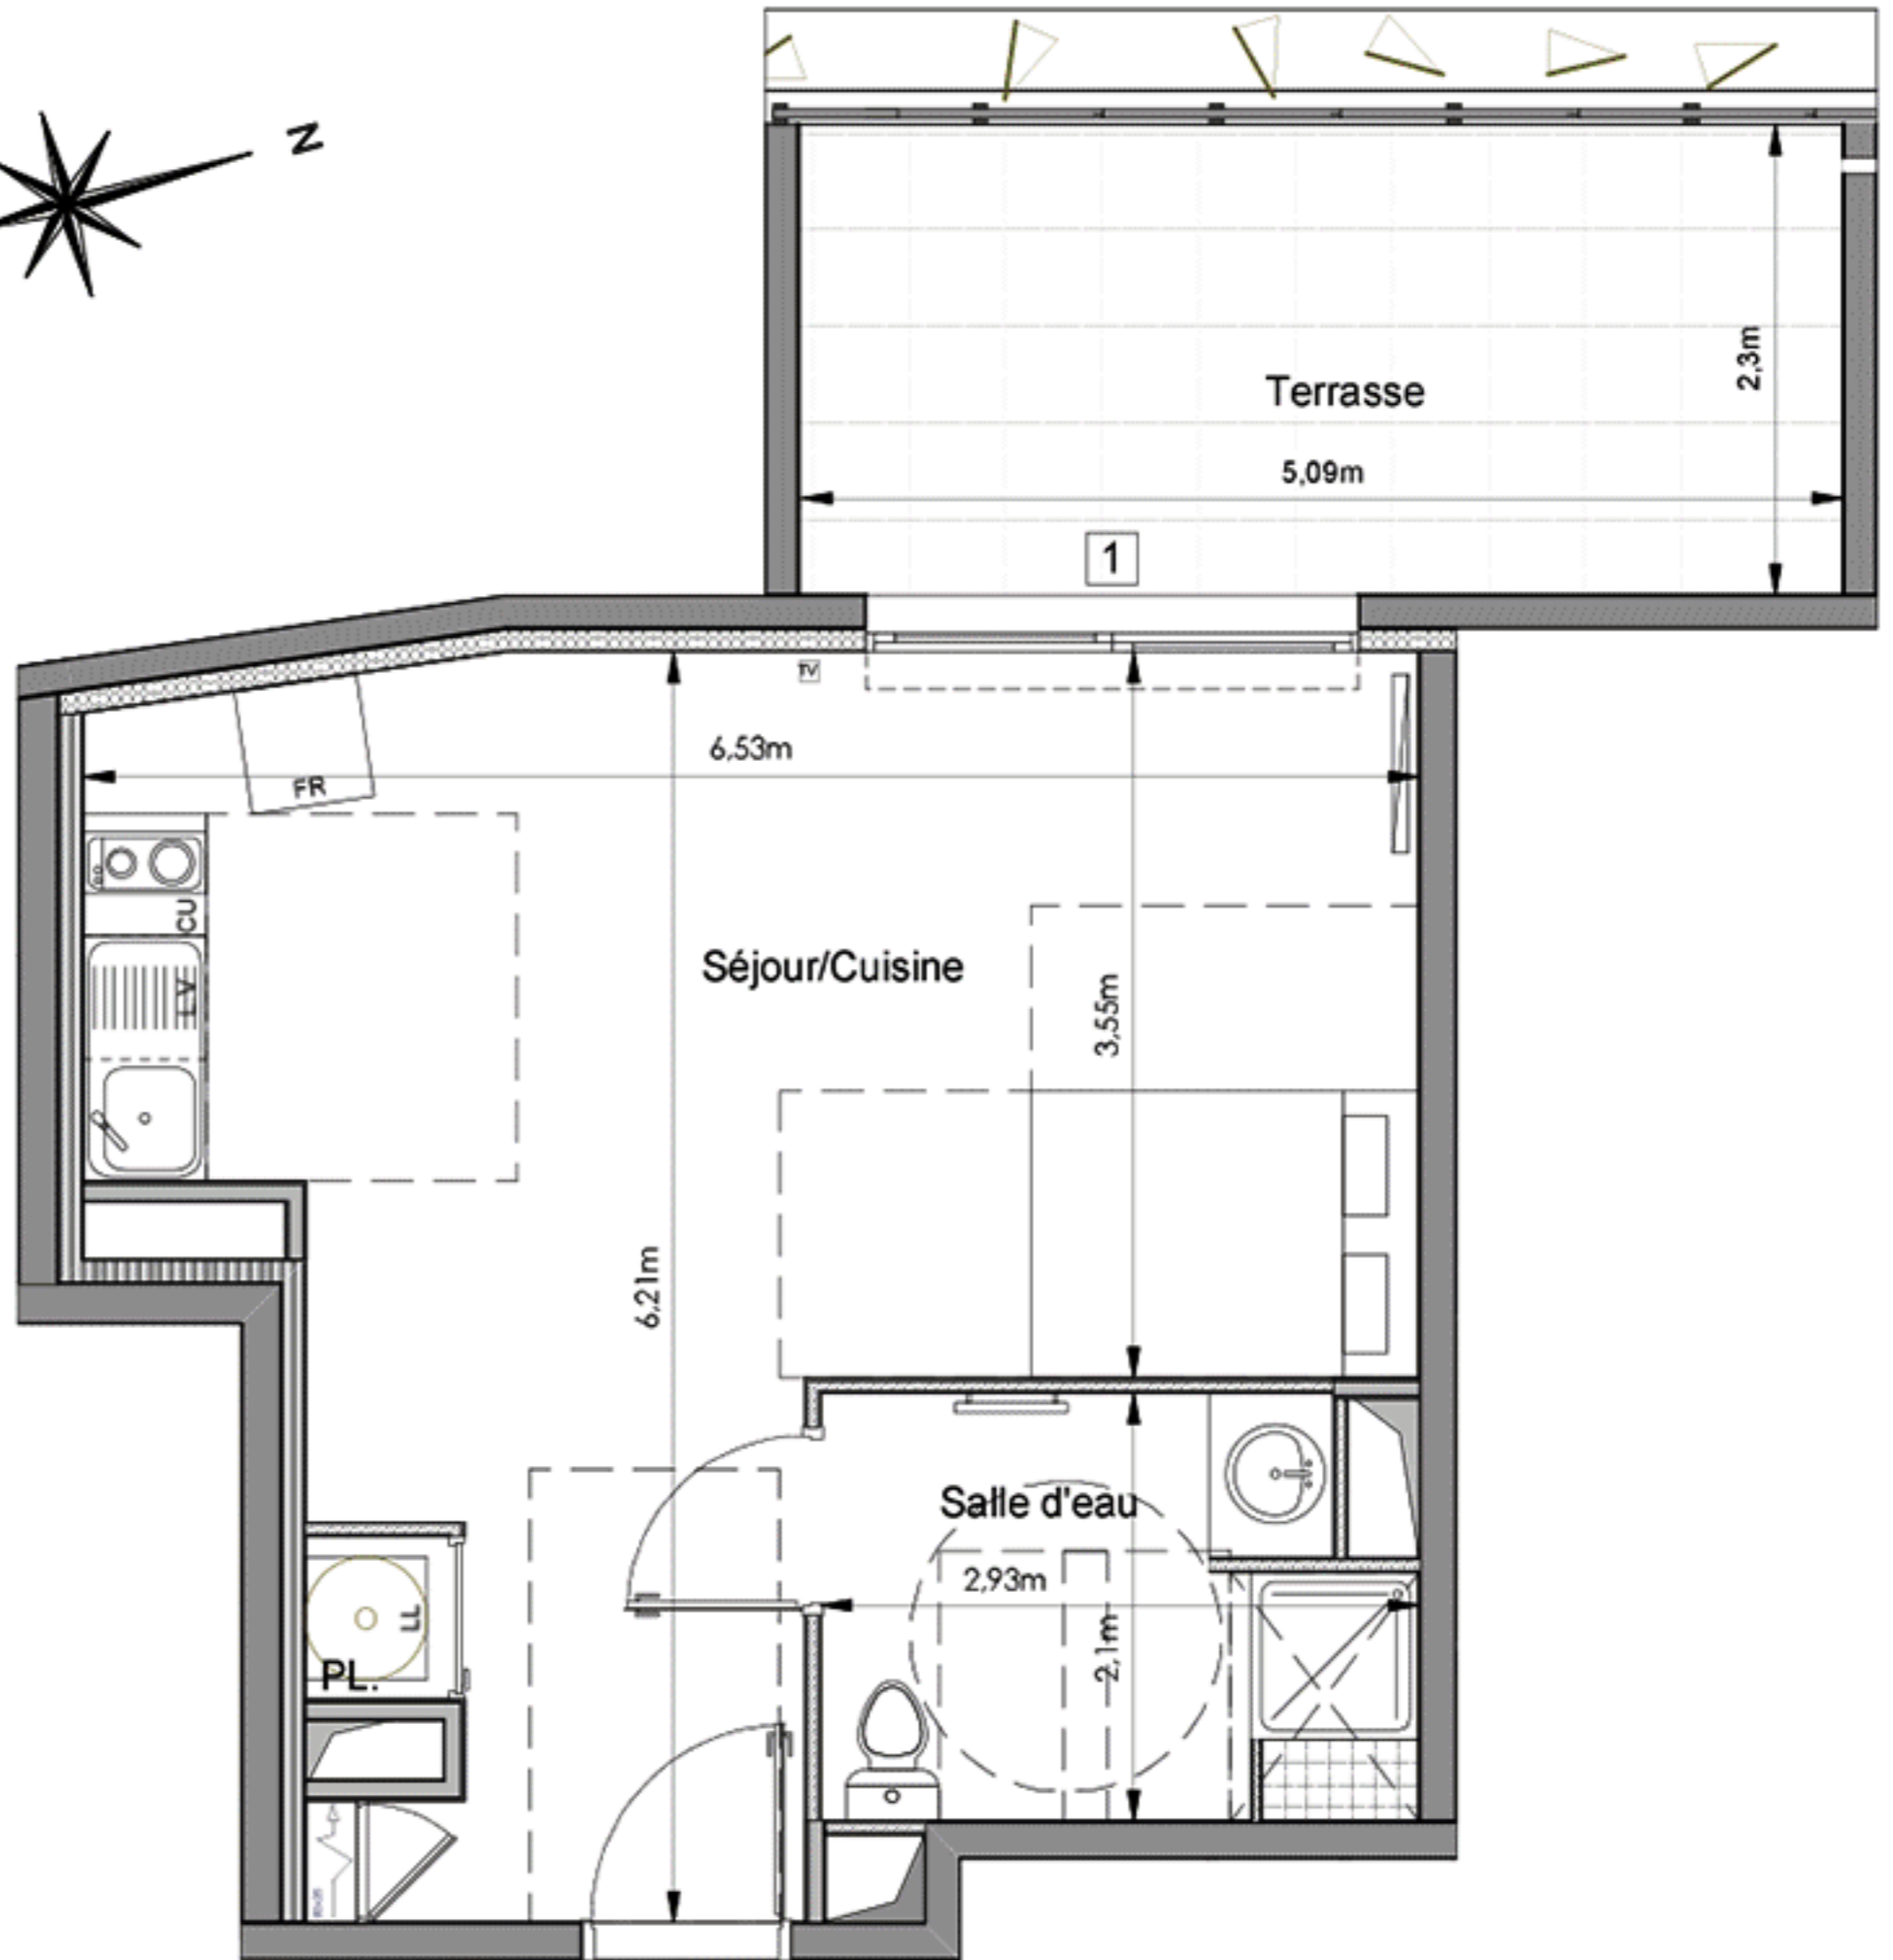 N
Terrasse
2,3m
5,09m
1
TV
6,53m
FR
CU
Séjour/Cuisine
LV
3,55m
6,21m
Salle d'eau
2,93m
LL
2,1m
PL.